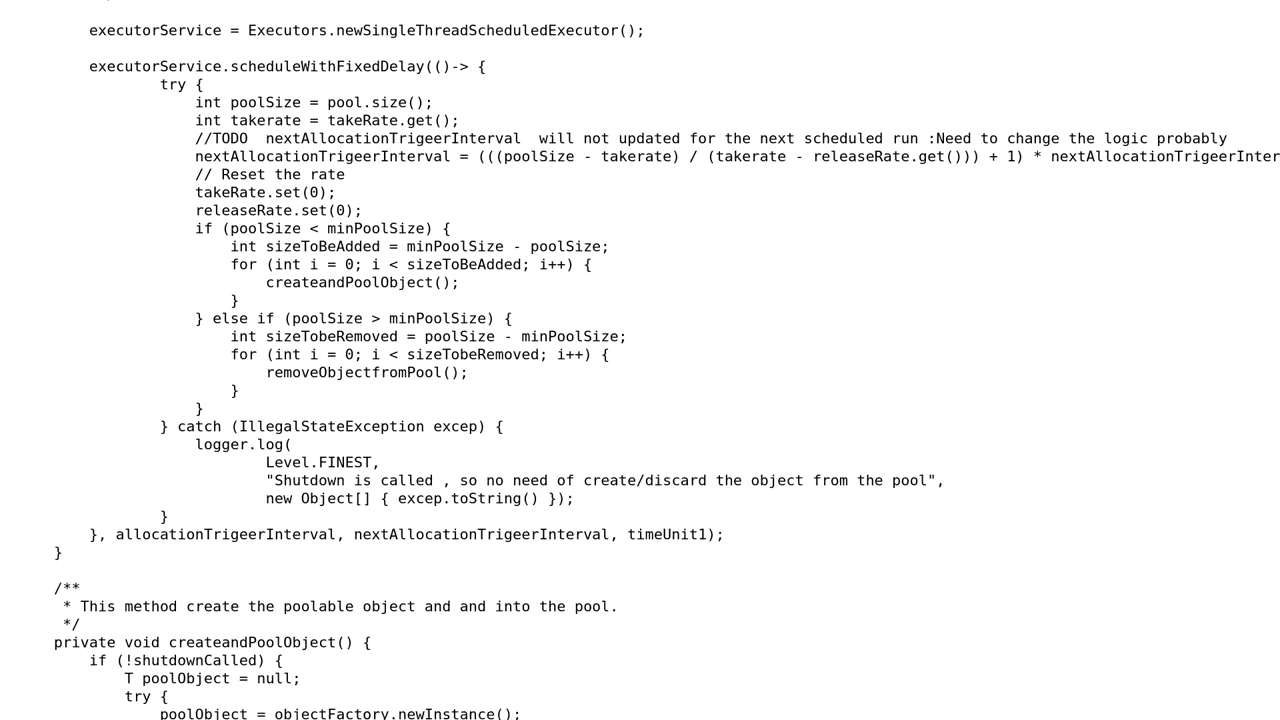 executorService = Executors.newSingleThreadScheduledExecutor();
executorService.scheduleWithFixedDelay(()-> {
try {
int poolSize = pool.size();
int takerate = takeRate.get();
//TODO  nextAllocationTrigeerInterval  will not updated for the next scheduled run :Need to change the logic probably
nextAllocationTrigeerInterval = (((poolSize - takerate) / (takerate - releaseRate.get())) + 1) * nextAllocationTrigeerInter
// Reset the rate
takeRate.set(0);
releaseRate.set(0);
if (poolSize < minPoolSize) {
int sizeToBeAdded = minPoolSize - poolSize;
for (int i = 0; i < sizeToBeAdded; i++) {
createandPoolObject();
}
} else if (poolSize > minPoolSize) {
int sizeTobeRemoved = poolSize - minPoolSize;
for (int i = 0; i < sizeTobeRemoved; i++) {
removeObjectfromPool();
}
}
} catch (IllegalStateException excep) {
logger.log(
Level.FINEST,
"Shutdown is called , so no need of create/discard the object from the pool",
new Object[] { excep.toString() });
}
}, allocationTrigeerInterval, nextAllocationTrigeerInterval, timeUnit1);
}
/**
* This method create the poolable object and and into the pool.
*/
private void createandPoolObject() {
if (!shutdownCalled) {
T poolObject = null;
try {
poolObject = objectFactory.newInstance();